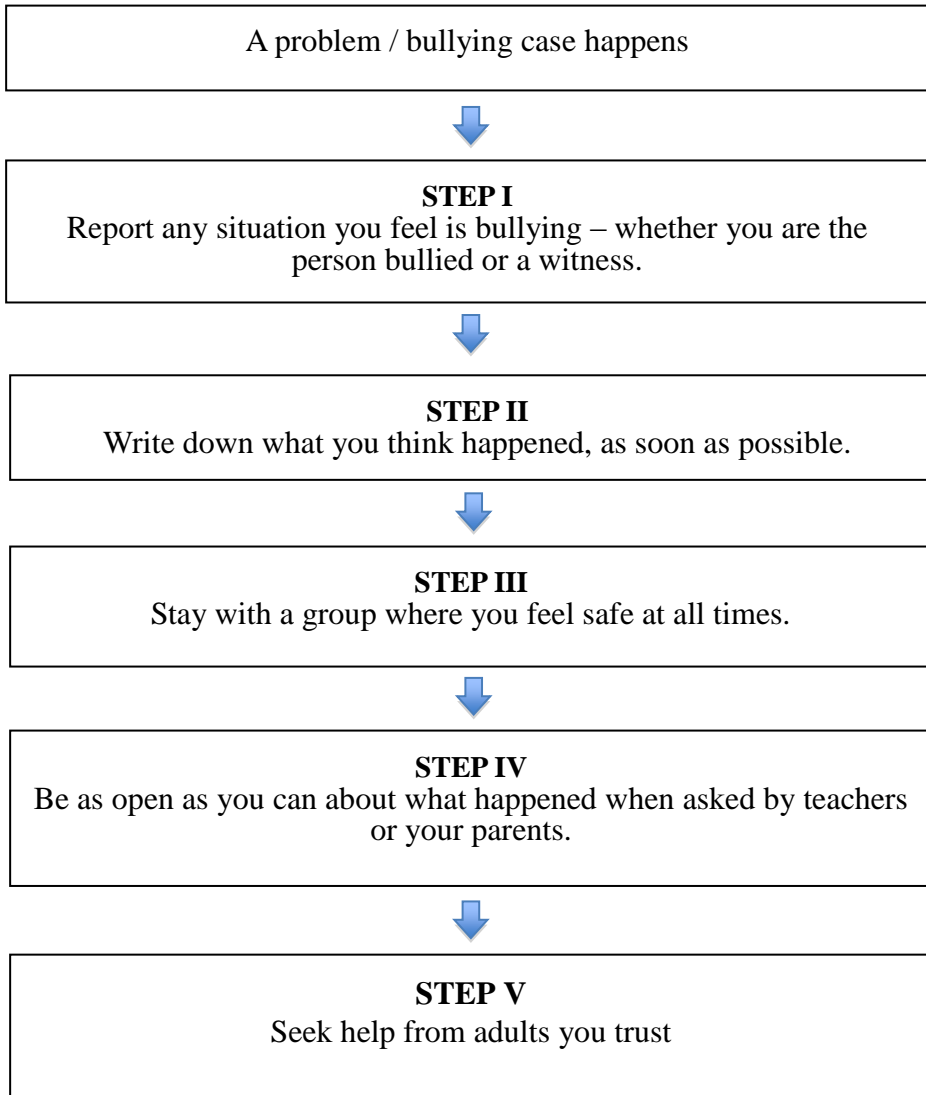 A problem / bullying case happens
STEP I
Report any situation you feel is bullying – whether you are the
person bullied or a witness.
STEP II
Write down what you think happened, as soon as possible.
STEP III
Stay with a group where you feel safe at all times.
STEP IV
Be as open as you can about what happened when asked by teachers
or your parents.
STEP V
Seek help from adults you trust